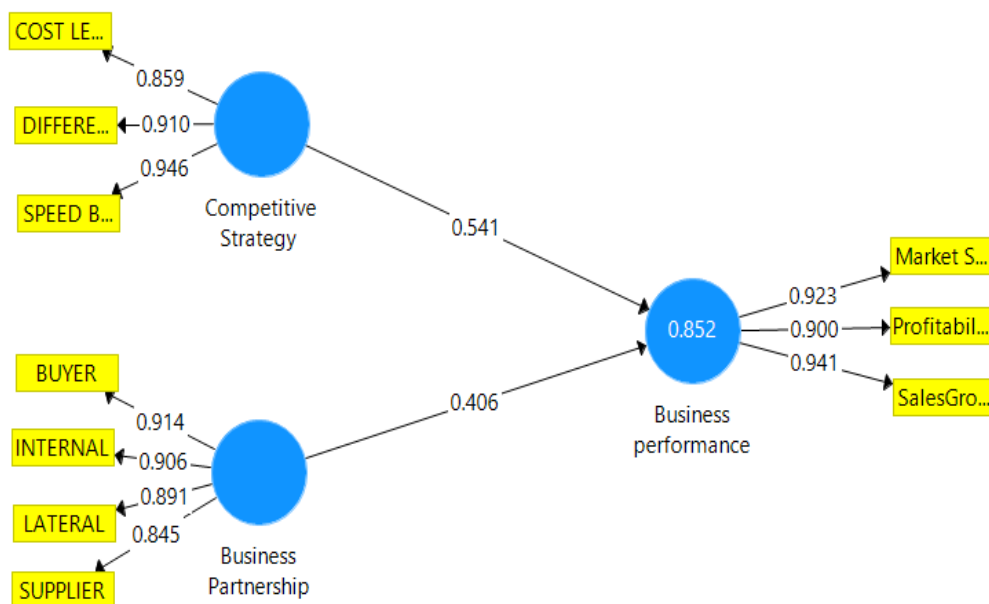 COST LE...
0.859
DIFFERE...
0.910
0.946
SPEED B...
Competitive
Strategy
0.541
Market S...
0.923
0.852
0.900
Profitabil...
0.941
SalesGro...
Business
performance
BUYER
0.914
INTERNAL
0.906
0.891
LATERAL
0.845
SUPPLIER
0.406
Business
Partnership